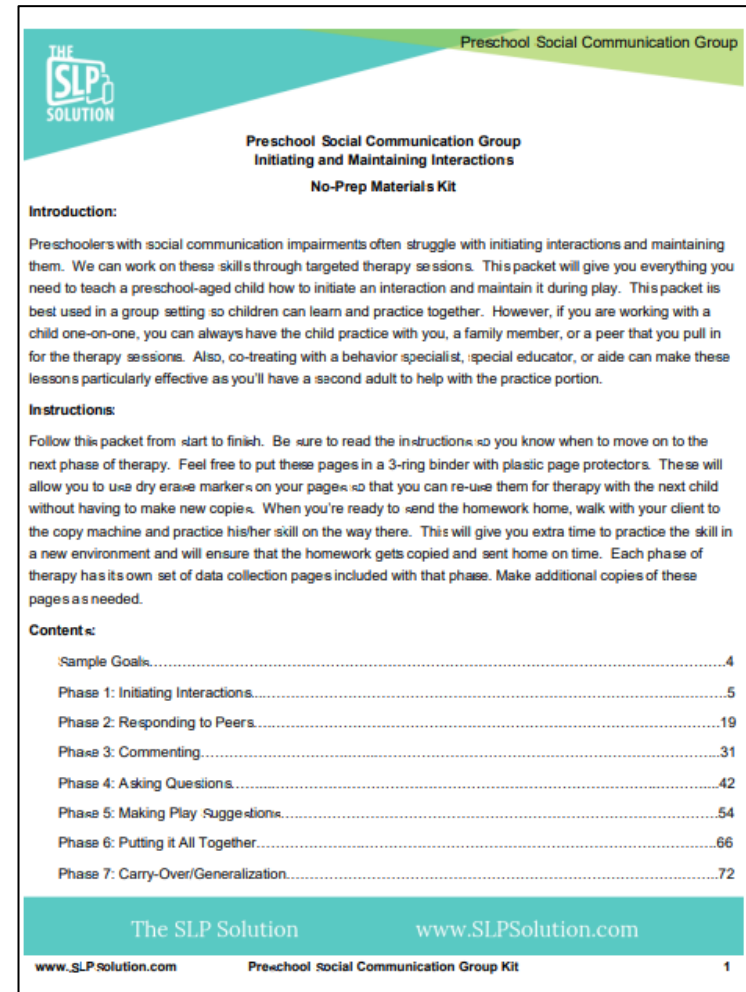 Preschool Social Communication Group
THE
SLP
SOLUTION
Preschool Social Communication Group
Initiating and Maintaining Interactions
No-Prep Materials Kit
Introduction:
Preschoolers with social communication impairments often struggle with initiating interactions and maintaining
them. We can work on these skills through targeted therapy sessions. This packet will give you everything you
need to teach a preschool-aged child how to initiate an interaction and maintain it during play. This packet is
best used in a group setting so children can learn and practice together. However, if you are working with a
child one-on-one, you can always have the child practice with you, a family member, or a peer that you pull in
for the therapy sessions. Also, co-treating with a behavior specialist, special educator, or aide can make these
lessons particularly effective as you'll have a second adult to help with the practice portion.
Instructions:
Follow this packet from start to finish. Be sure to read the instructions so you know when to move on to the
next phase of therapy. Feel free to put these pages in a 3-ring binder with plastic page protectors. These will
allow you to use dry erase markers on your pages so that you can re-use them for therapy with the next child
without having to make new copies. When you're ready to send the homework home, walk with your client to
the copy machine and practice his/her skill on the way there. This will give you extra time to practice the skill in
a new environment and will ensure that the homework gets copied and sent home on time. Each phase of
therapy has its own set of data collection pages included with that phase. Make additional copies of these
pages as needed.
Contents:
Sample Goals....4
Phase 1: Initiating Interactions....5
Phase 2: Responding to Peers....19
Phase 3: Commenting....31
Phase 4: Asking Questions....42
Phase 5: Making Play Suggestions....54
Phase 6: Putting it All Together....66
Phase 7: Carry-Over/Generalization....72
The SLP Solution www.SLPSolution.com
www.SLPSolution.com Preschool Social Communication Group Kit 1